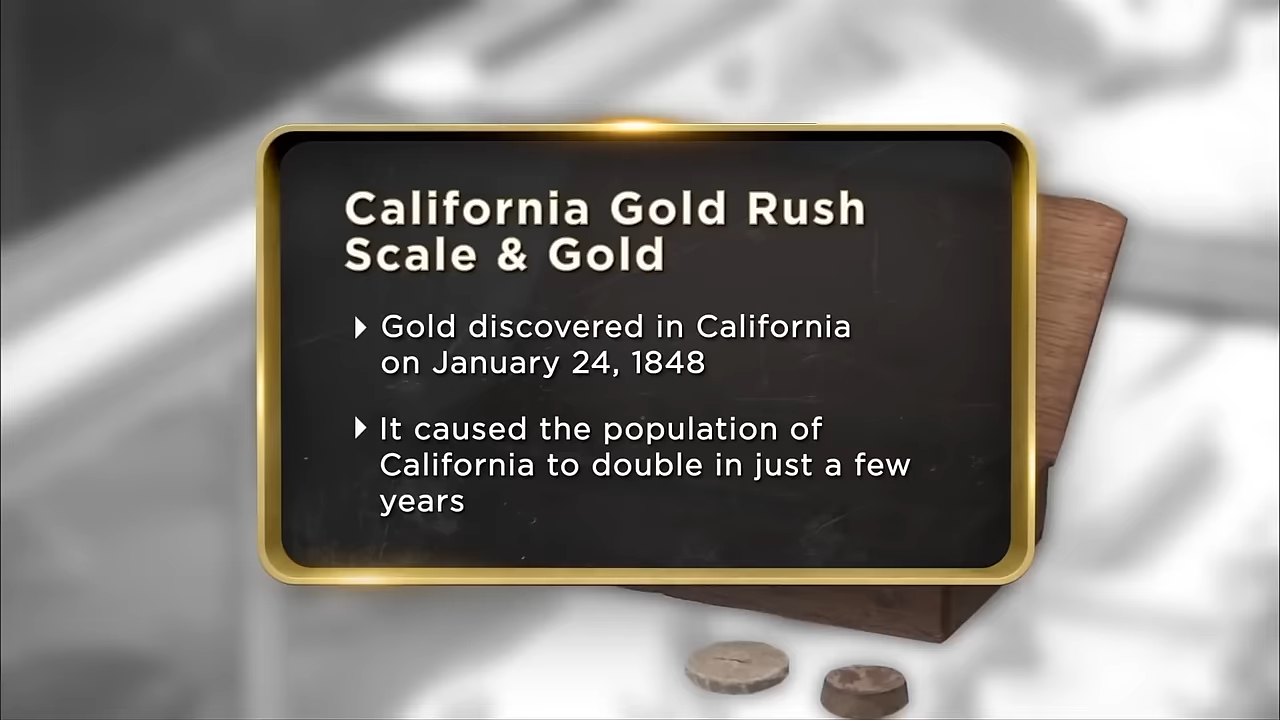 California Gold Rush
Scale & Gold
Gold discovered in California
on January 24, 1848
It caused the population of
California to double in just a few
years